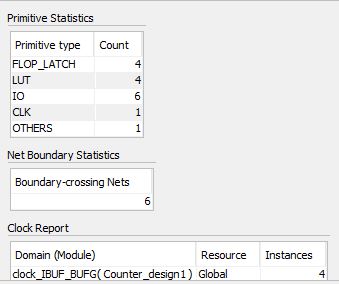 Primitive Statistics
Primitive type Count
FLOP_LATCH 4
LUT 4
IO 6
CLK 1
OTHERS 1
Net Boundary Statistics
Boundary-crossing Nets
6
Clock Report
Domain (Module) Resource Instances
clock_IBUF_BUFG( Counter_design1 ) Global 4